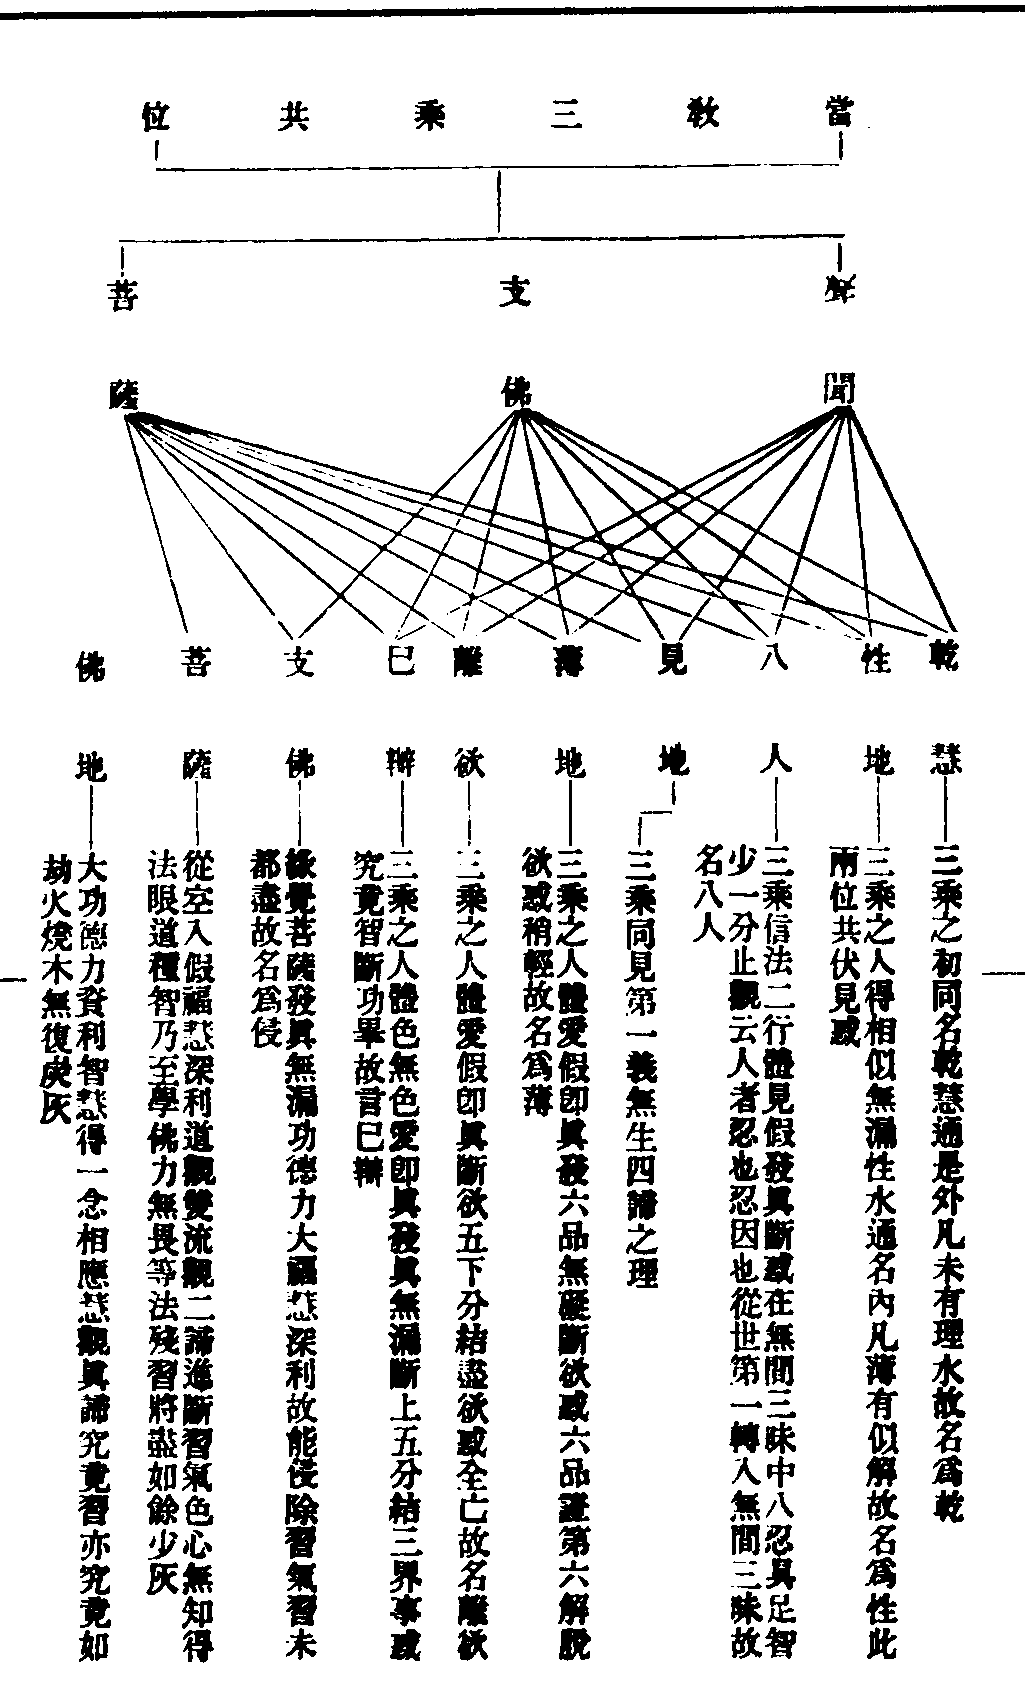 當教三乘共位
聲聞
支佛
菩薩
乾慧
三乘之初同名乾慧通是外凡未有理水故名爲乾
性地
三乘之人得相似無漏性水通名內凡薄有似解故名爲性此
兩位共伏見惑
八人
三乘信法二行體見假發眞斷惑在無間三昧中八忍具足智
少一分止觀云人者忍也忍因也從世第一轉入無間三昧故
名八人
見地
三乘同見第一義無生四諦之理
薄地
三乘之人體愛假卽眞發六品無礙斷欲惑六品證第六解脫
欲惑稍輕故名爲薄
離欲
三乘之人體愛假卽眞斷欲五下分結盡欲惑全亡故名離欲
巳辦
三乘之人體色無色愛卽眞發眞無漏斷上五分結三界事惑
究竟智斷功畢故言巳辦
支佛
緣覺菩薩發眞無漏功德力大福慧深利故能侵除習氣習未
都盡故名爲侵
菩薩
從空入假福慧深利道觀雙流觀二諦進斷習氣色心無知得
法眼道種智乃至學佛力無畏等法殘習將盡如餘少灰
佛地
大功德力資利智慧得一念相應慧觀眞諦究竟習亦究竟如
劫火燒木無復炭灰